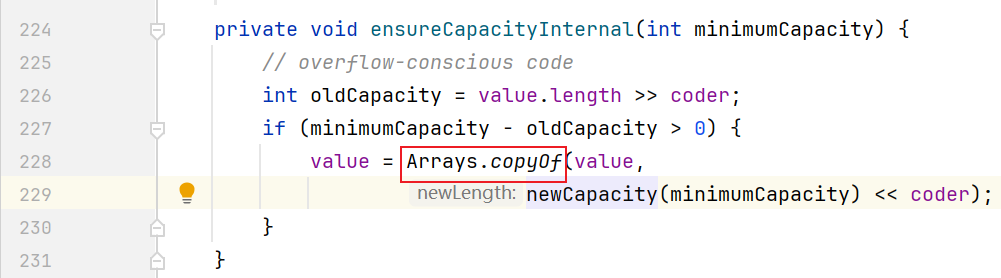 224 private void ensureCapacityInternal(int minimumCapacity) {
225 // overflow-conscious code
226 int oldCapacity = value.length >> coder;
227 if (minimumCapacity - oldCapacity > 0) {
228 value = Arrays.copyOf(value,
229 newLength: newCapacity(minimumCapacity) << coder);
230 }
231 }